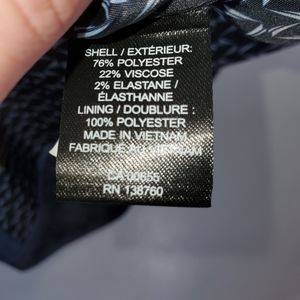 SHELL / EXTÉRIEUR:
76% POLYESTER
22% VISCOSE
2% ELASTANE /
ÉLASTHANNE
LINING / DOUBLURE :
100% POLYESTER
MADE IN VIETNAM
FABRIQUÉ AU VIETNAM
CA 00655
RN 138760